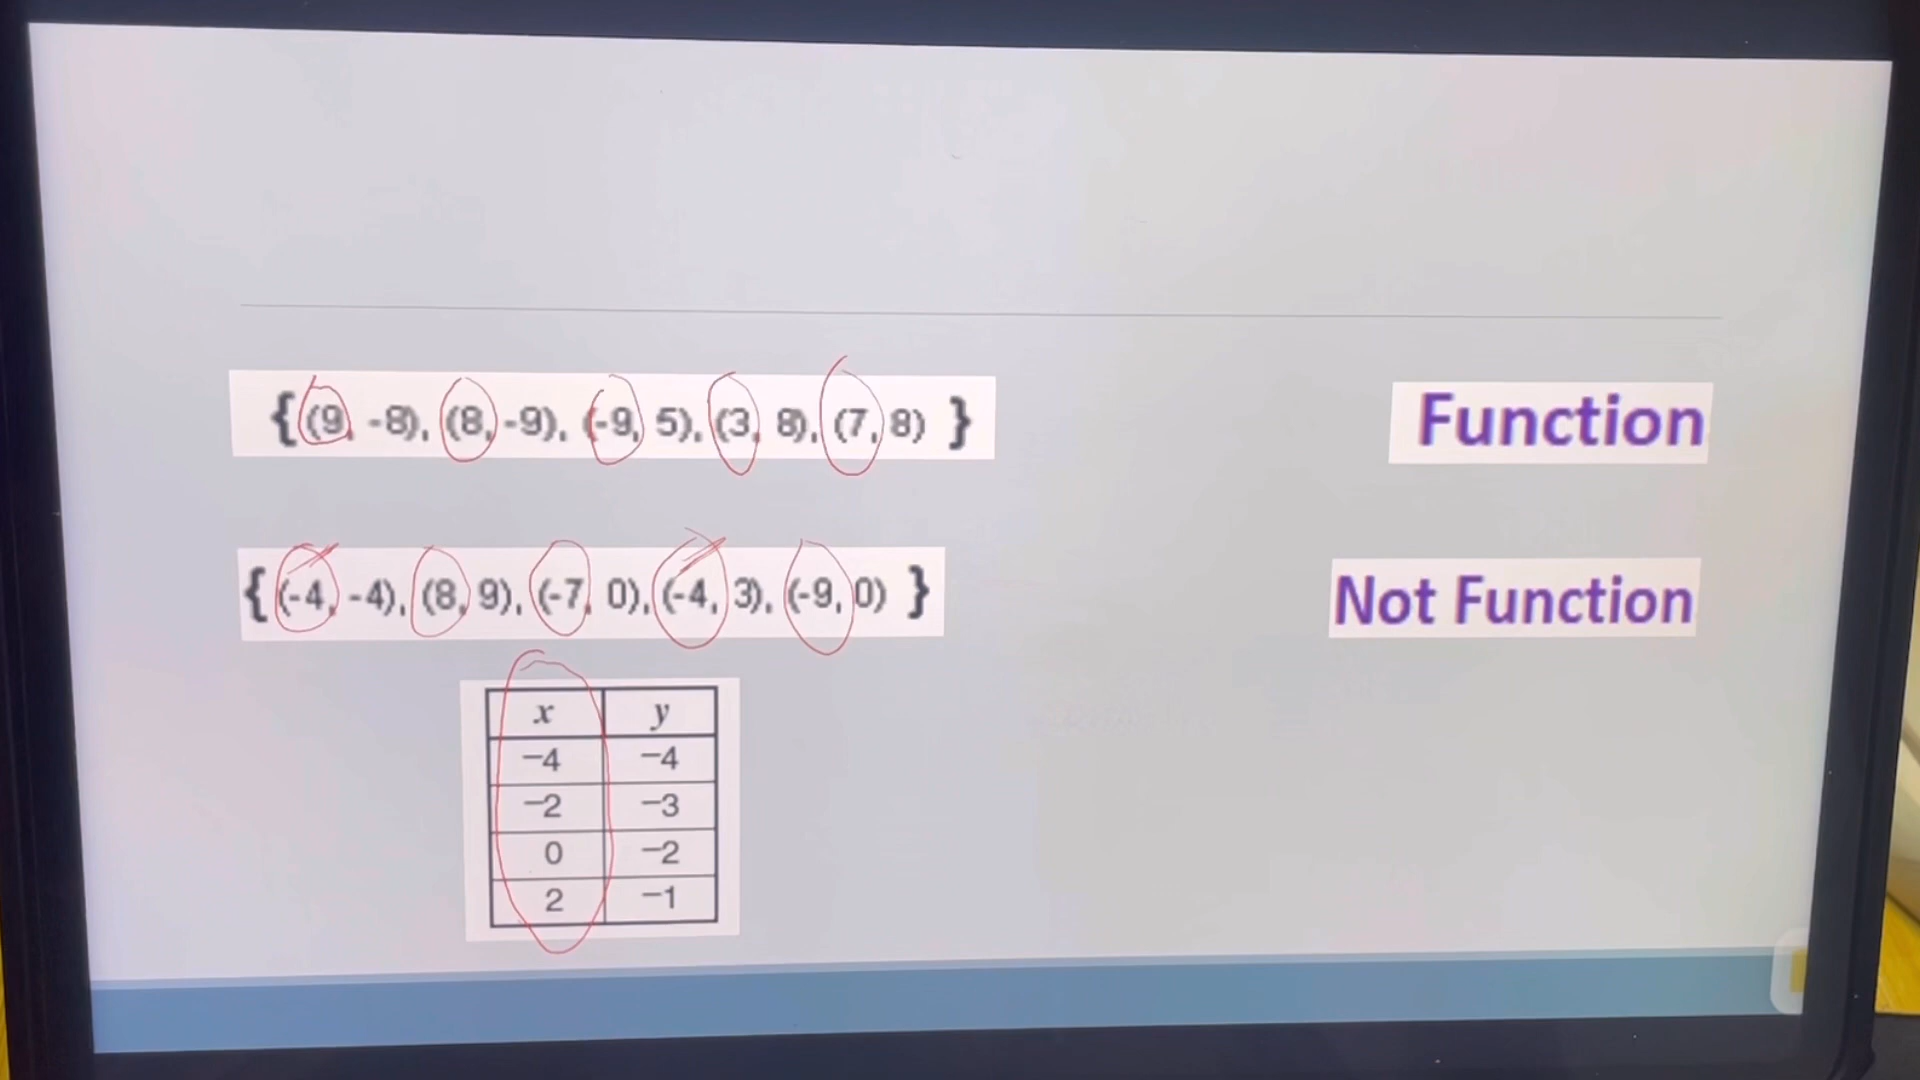 {(9, -8), (8, -9), (-9, 5), (3, 8), (7, 8) }
Function
{(-4, -4), (8, 9), (-7, 0), (-4, 3), (-9, 0) }
Not Function
x y
−4 −4
−2 −3
0 −2
2 −1